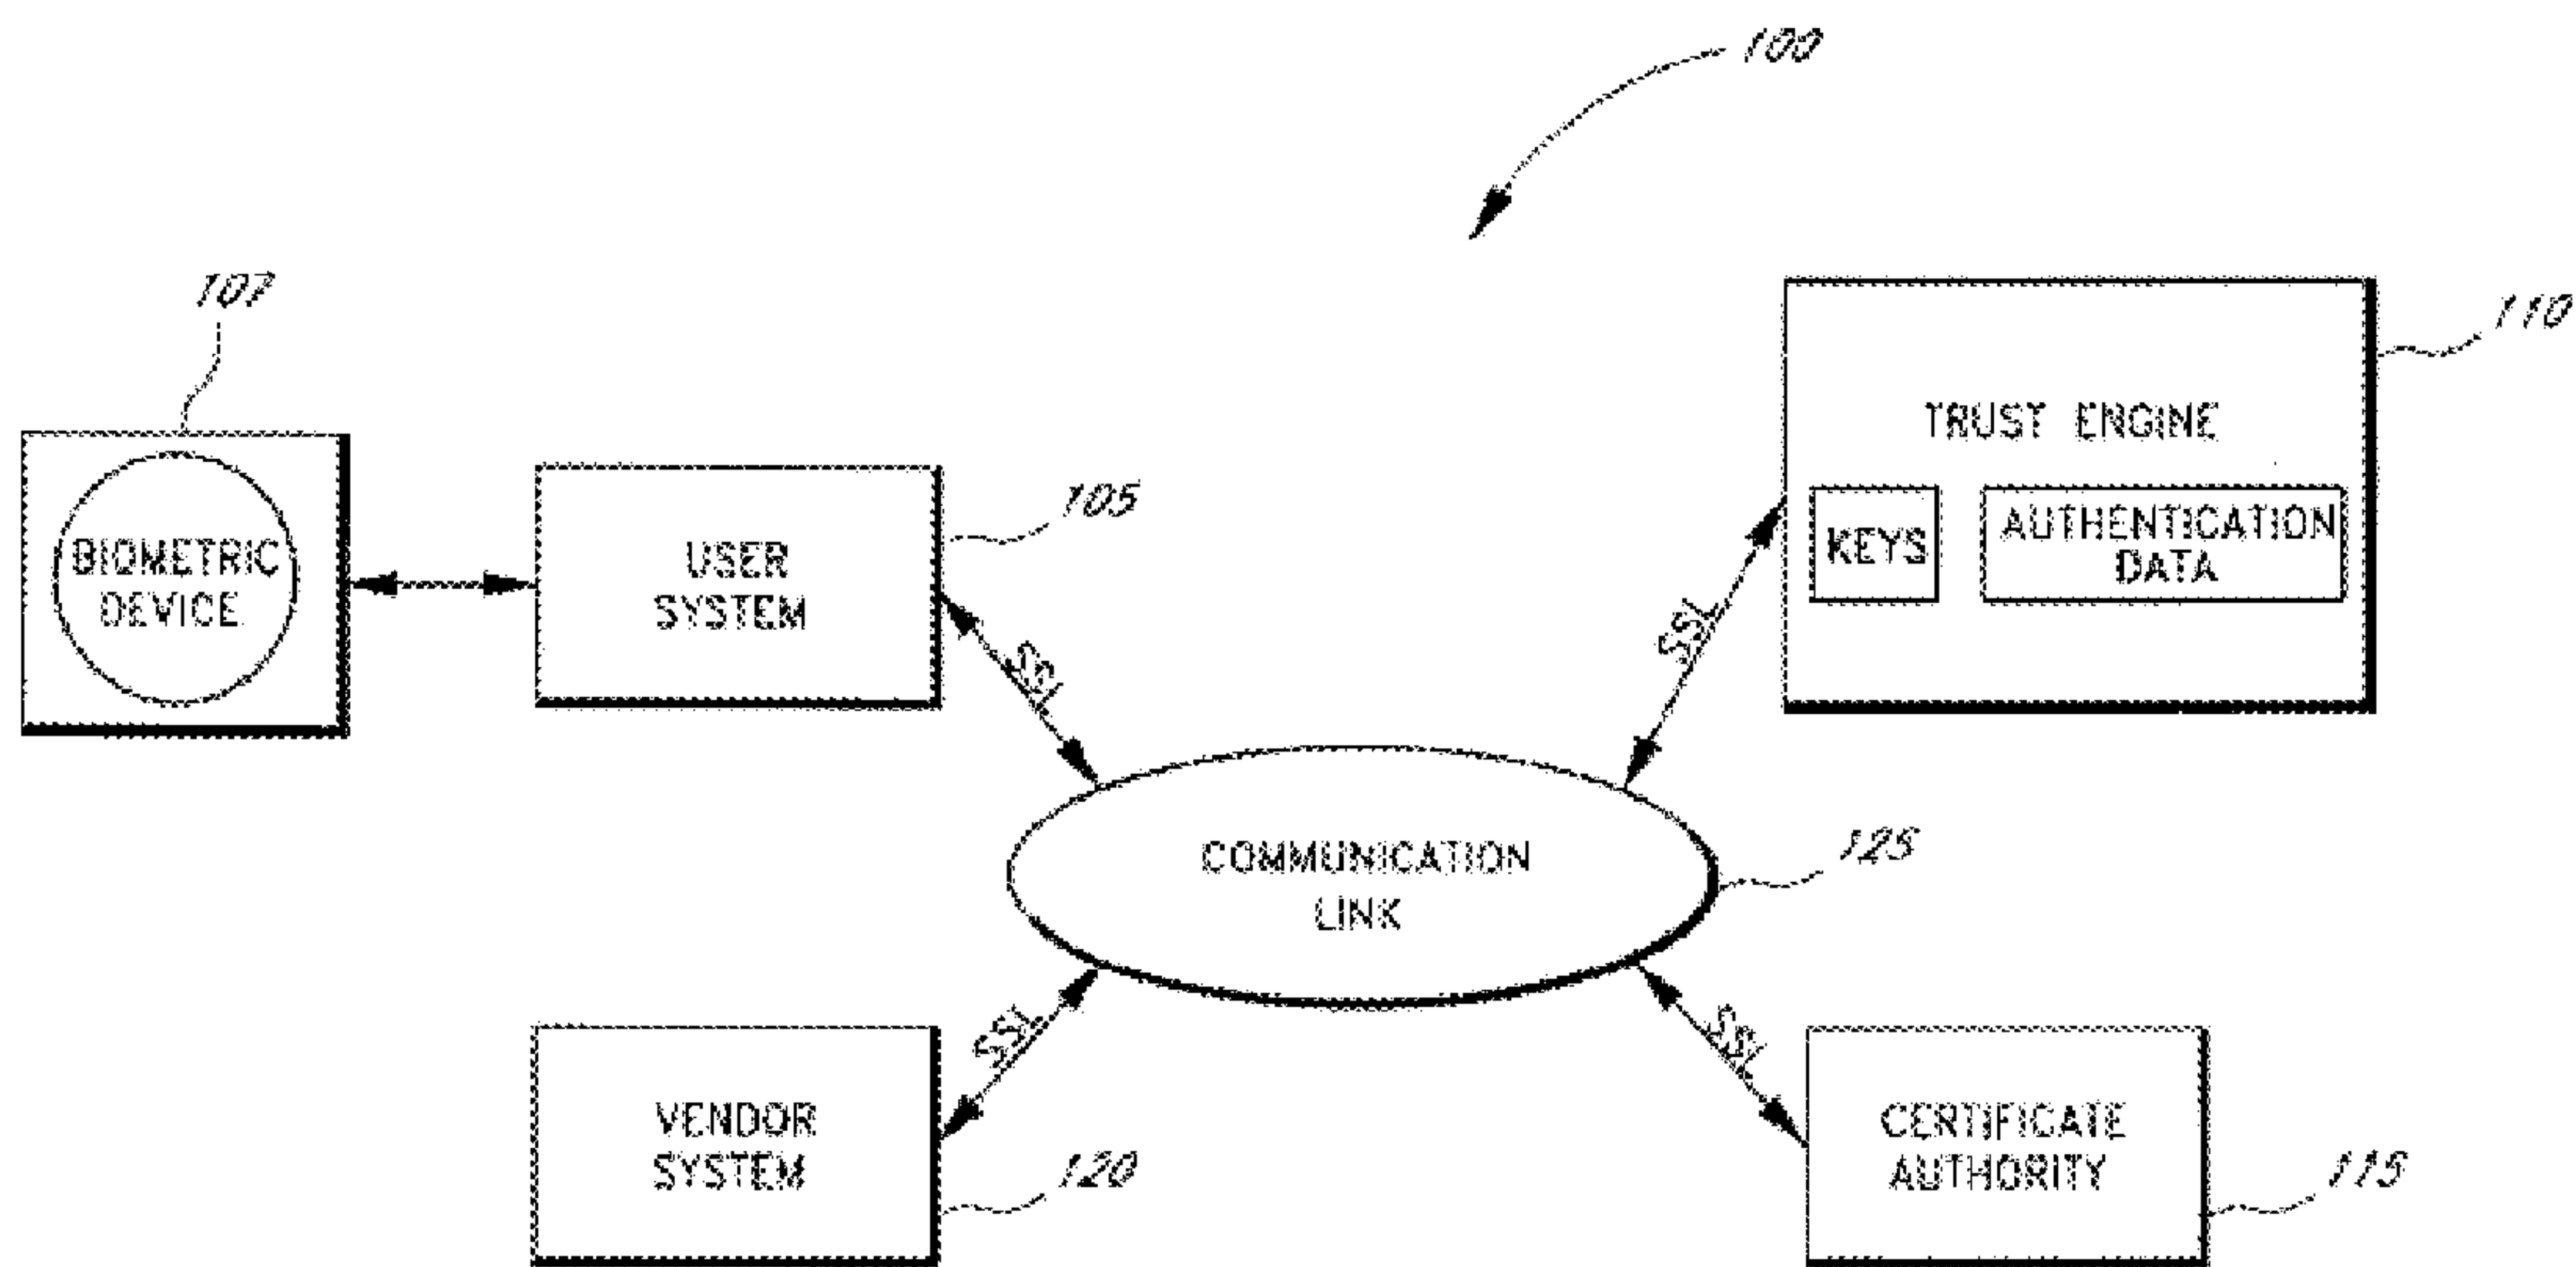 100
107
110
TRUST ENGINE
KEYS
AUTHENTICATION
DATA
105
BIOMETRIC
DEVICE
USER
SYSTEM
SSL
SSL
COMMUNICATION
LINK
125
SSL
SSL
VENDOR
SYSTEM
120
CERTIFICATE
AUTHORITY
115